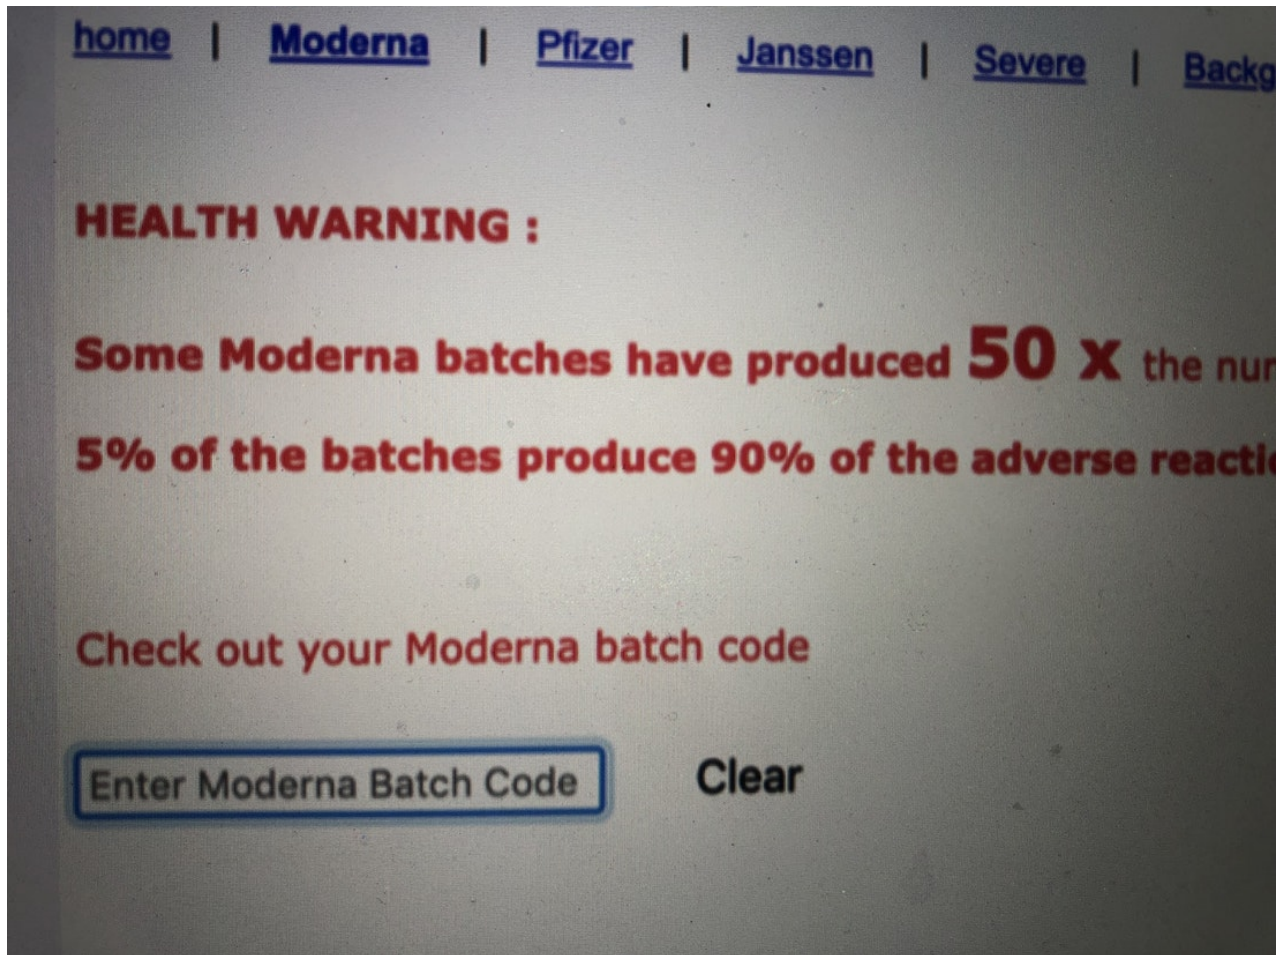 home | Moderna | Pfizer | Janssen | Severe |
HEALTH WARNING :
Some Moderna batches have produced 50 x the
5% of the batches produce 90% of the adverse
Check out your Moderna batch code
Enter Moderna Batch Code Clear